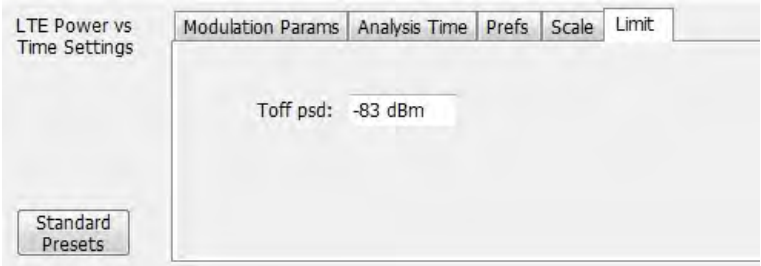 LTE Power vs
Time Settings
Modulation Params Analysis Time Prefs Scale Limit
Toff psd: -83 dBm
Standard
Presets